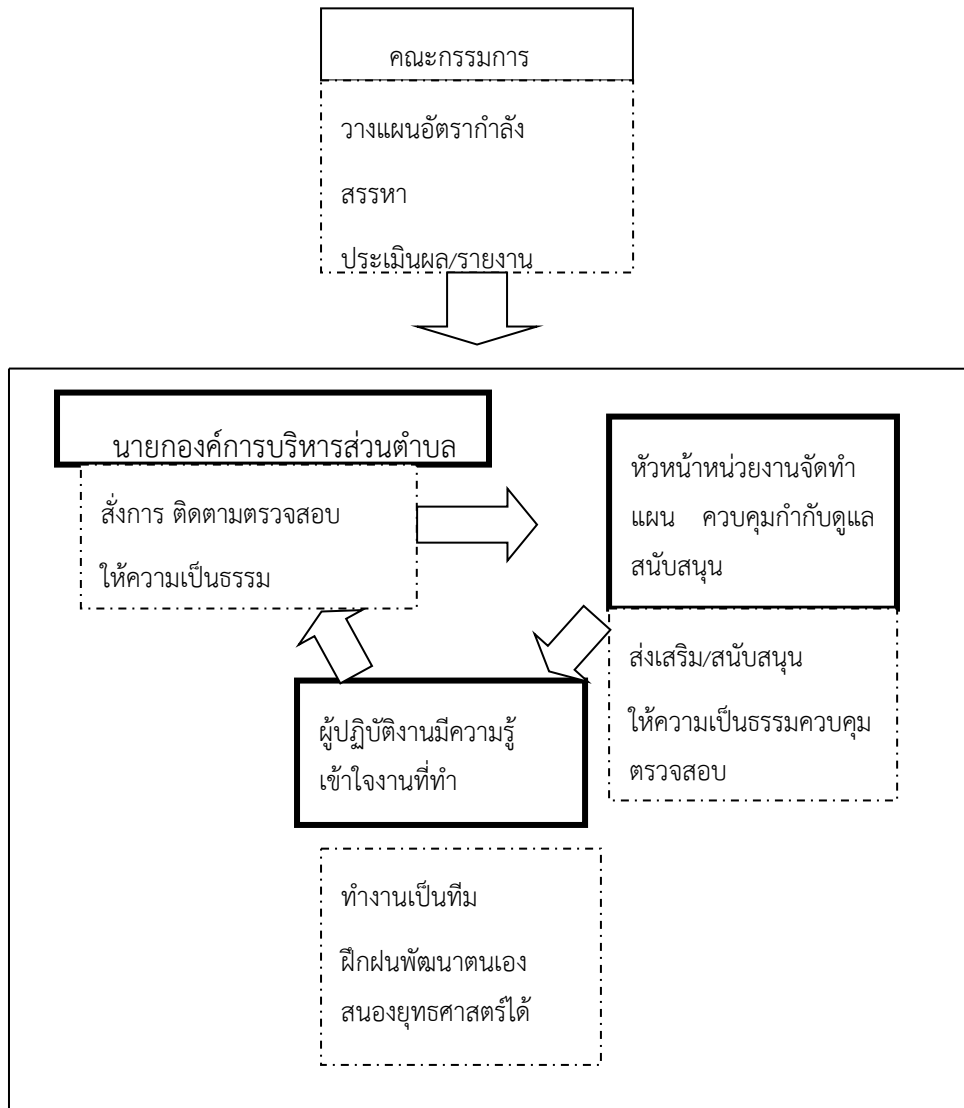 คณะกรรมการ
วางแผนอัตรากำลัง
สรรหา
ประเมินผล/รายงาน
นายกองค์การบริหารส่วนตำบล
สั่งการ ติดตามตรวจสอบ
ให้ความเป็นธรรม
หัวหน้าหน่วยงานจัดทำ
แผน ควบคุมกำกับดูแล
สนับสนุน
ส่งเสริม/สนับสนุน
ให้ความเป็นธรรมควบคุม
ตรวจสอบ
ผู้ปฏิบัติงานมีความรู้
เข้าใจงานที่ทำ
ทำงานเป็นทีม
ฝึกฝนพัฒนาตนเอง
สนองยุทธศาสตร์ได้